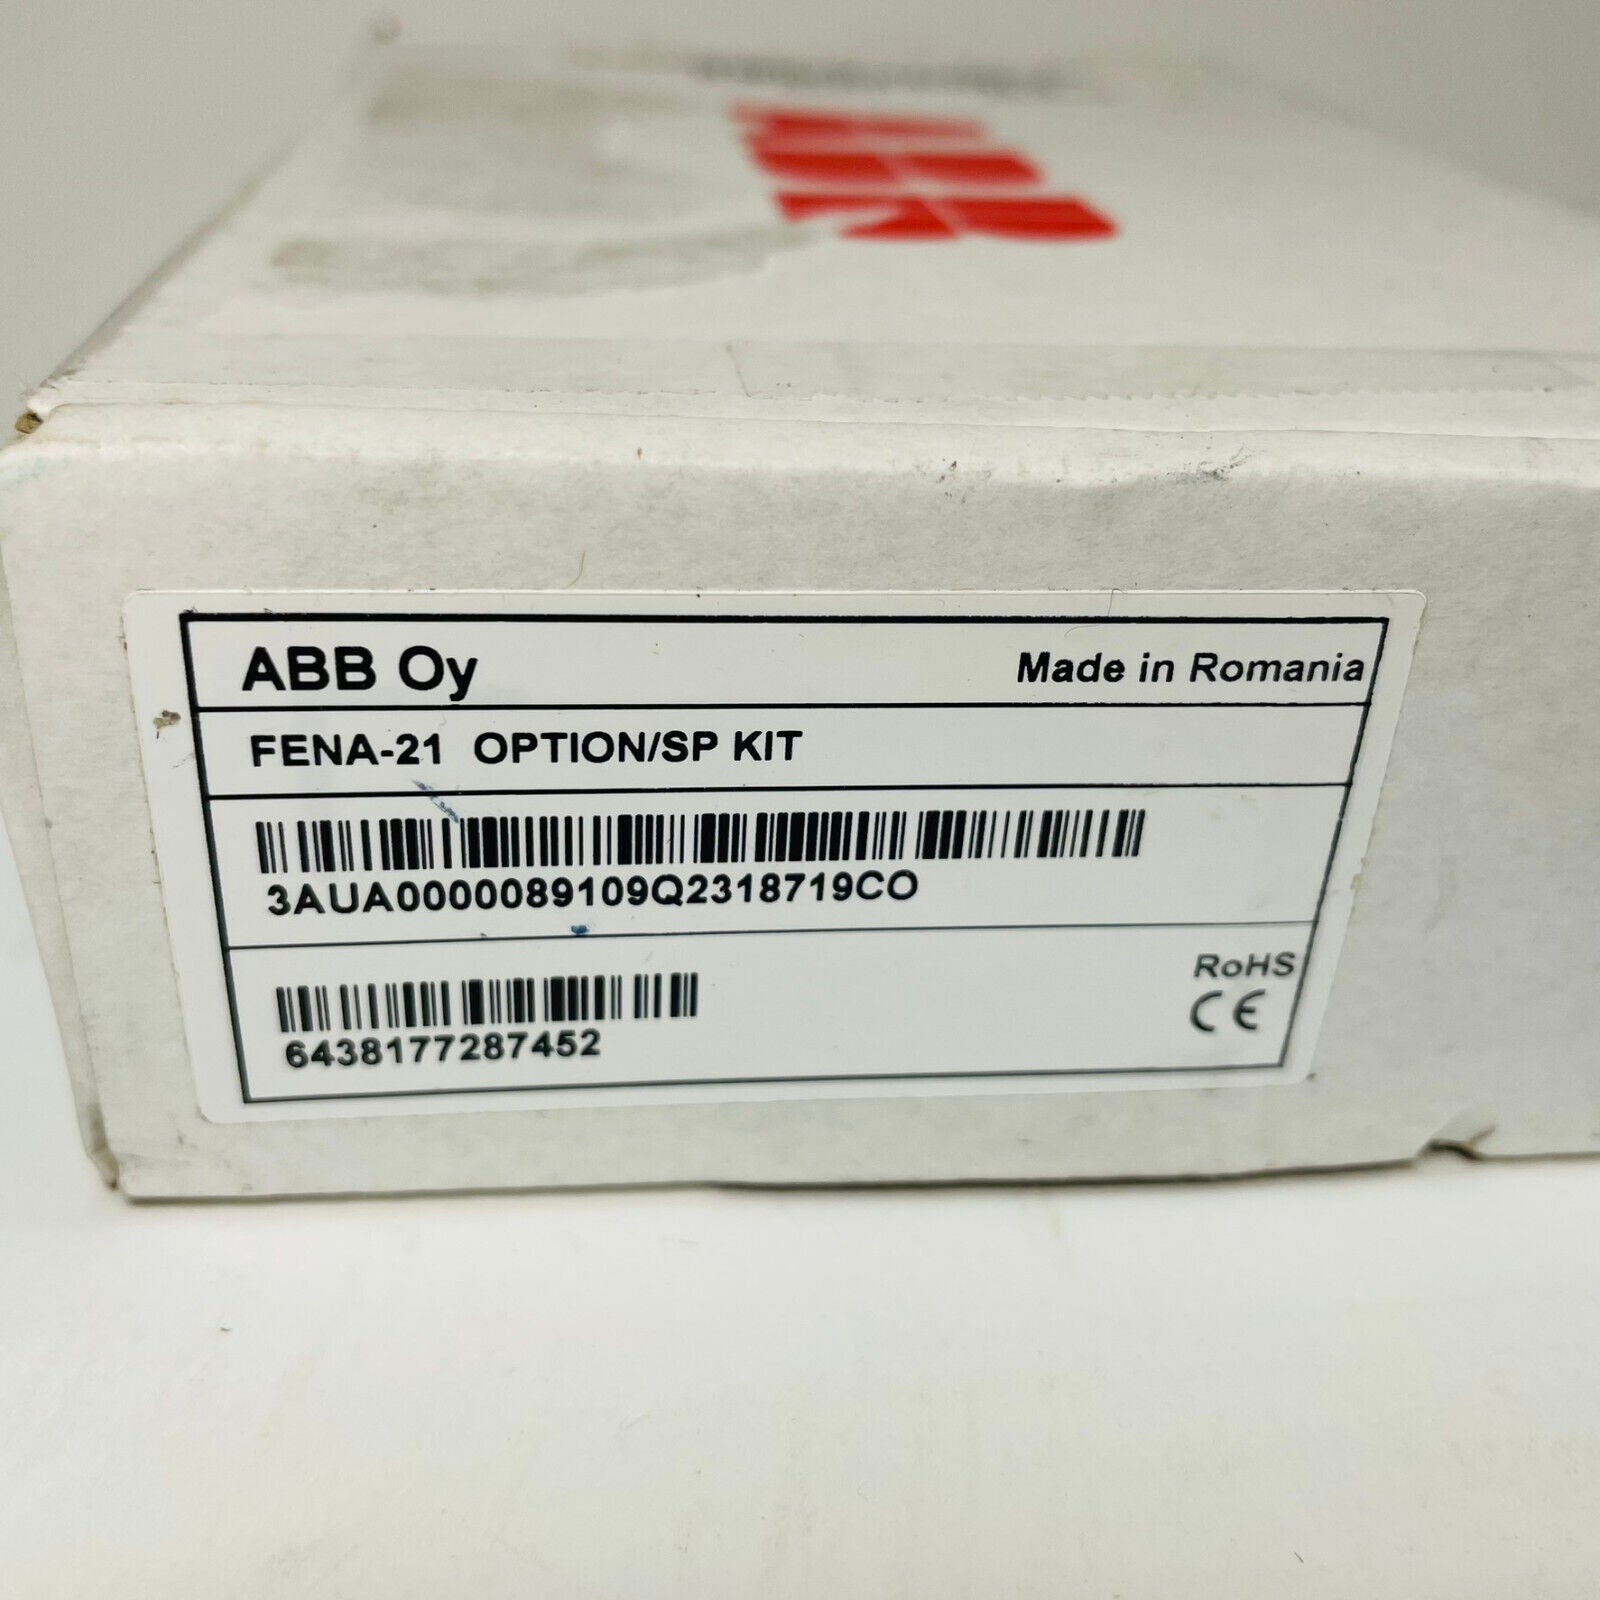 ABB Oy
Made in Romania
FENA-21 OPTION/SP KIT
3AUA0000089109Q2318719CO
6438177287452
RoHS
CE